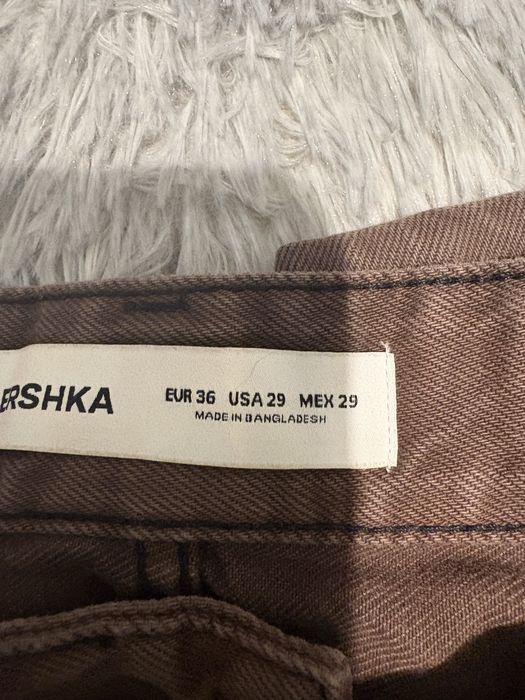 ERSHKA
EUR 36 USA 29 MEX 29
MADE IN BANGLADESH